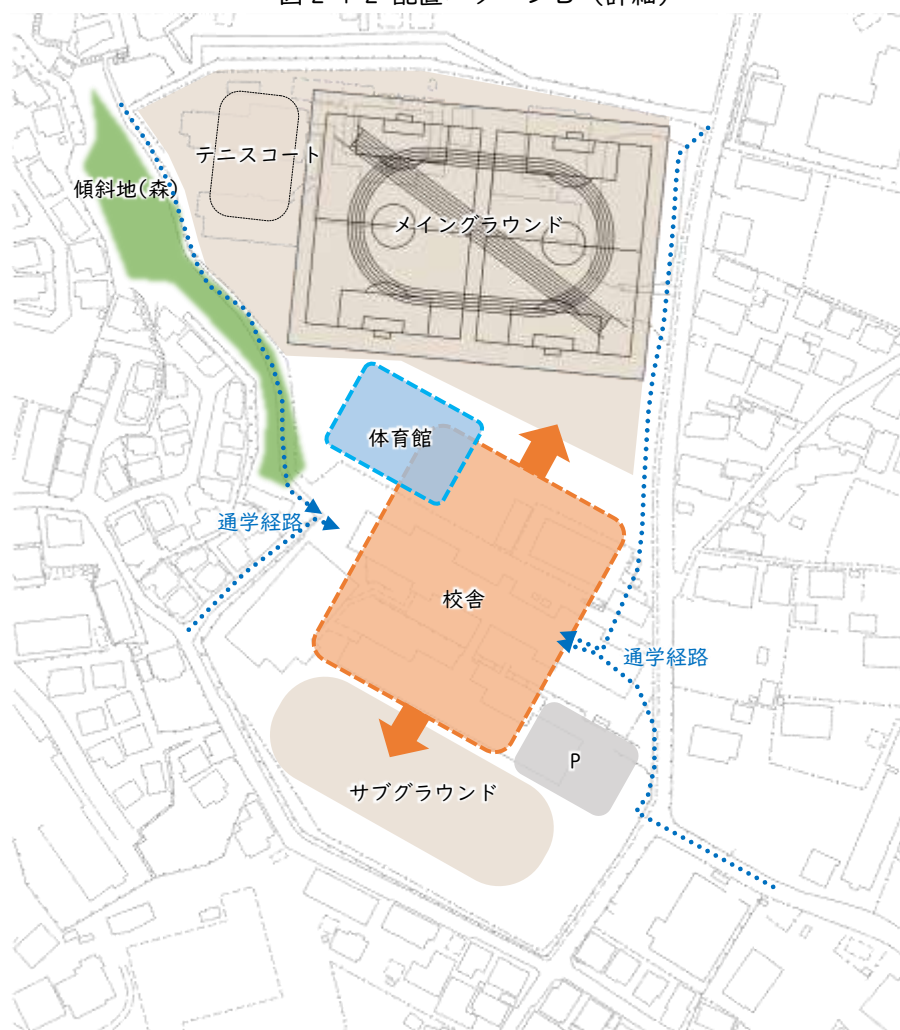 テニスコート
傾斜地(森)
メイングラウンド
体育館
通学経路
校舎
通学経路
P
サブグラウンド